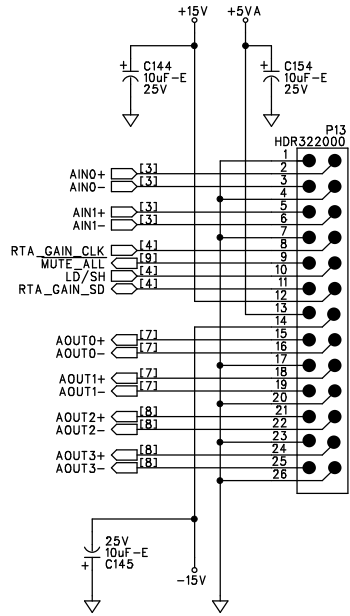 +15V
+5VA
C144
10uF-E
25V
C154
10uF-E
25V
P13
HDR322000
1
AIN0+ [3] 2
AIN0- [3] 3
4
AIN1+ [3] 5
AIN1- [3] 6
7
RTA_GAIN_CLK [4] 8
MUTE_ALL [9] 9
LD/SH [4] 10
RTA_GAIN_SD [4] 11
12
13
14
AOUT0+ [7] 15
AOUT0- [7] 16
17
AOUT1+ [7] 18
AOUT1- [7] 19
20
AOUT2+ [8] 21
AOUT2- [8] 22
23
AOUT3+ [8] 24
AOUT3- [8] 25
26
25V
10uF-E
C145
-15V